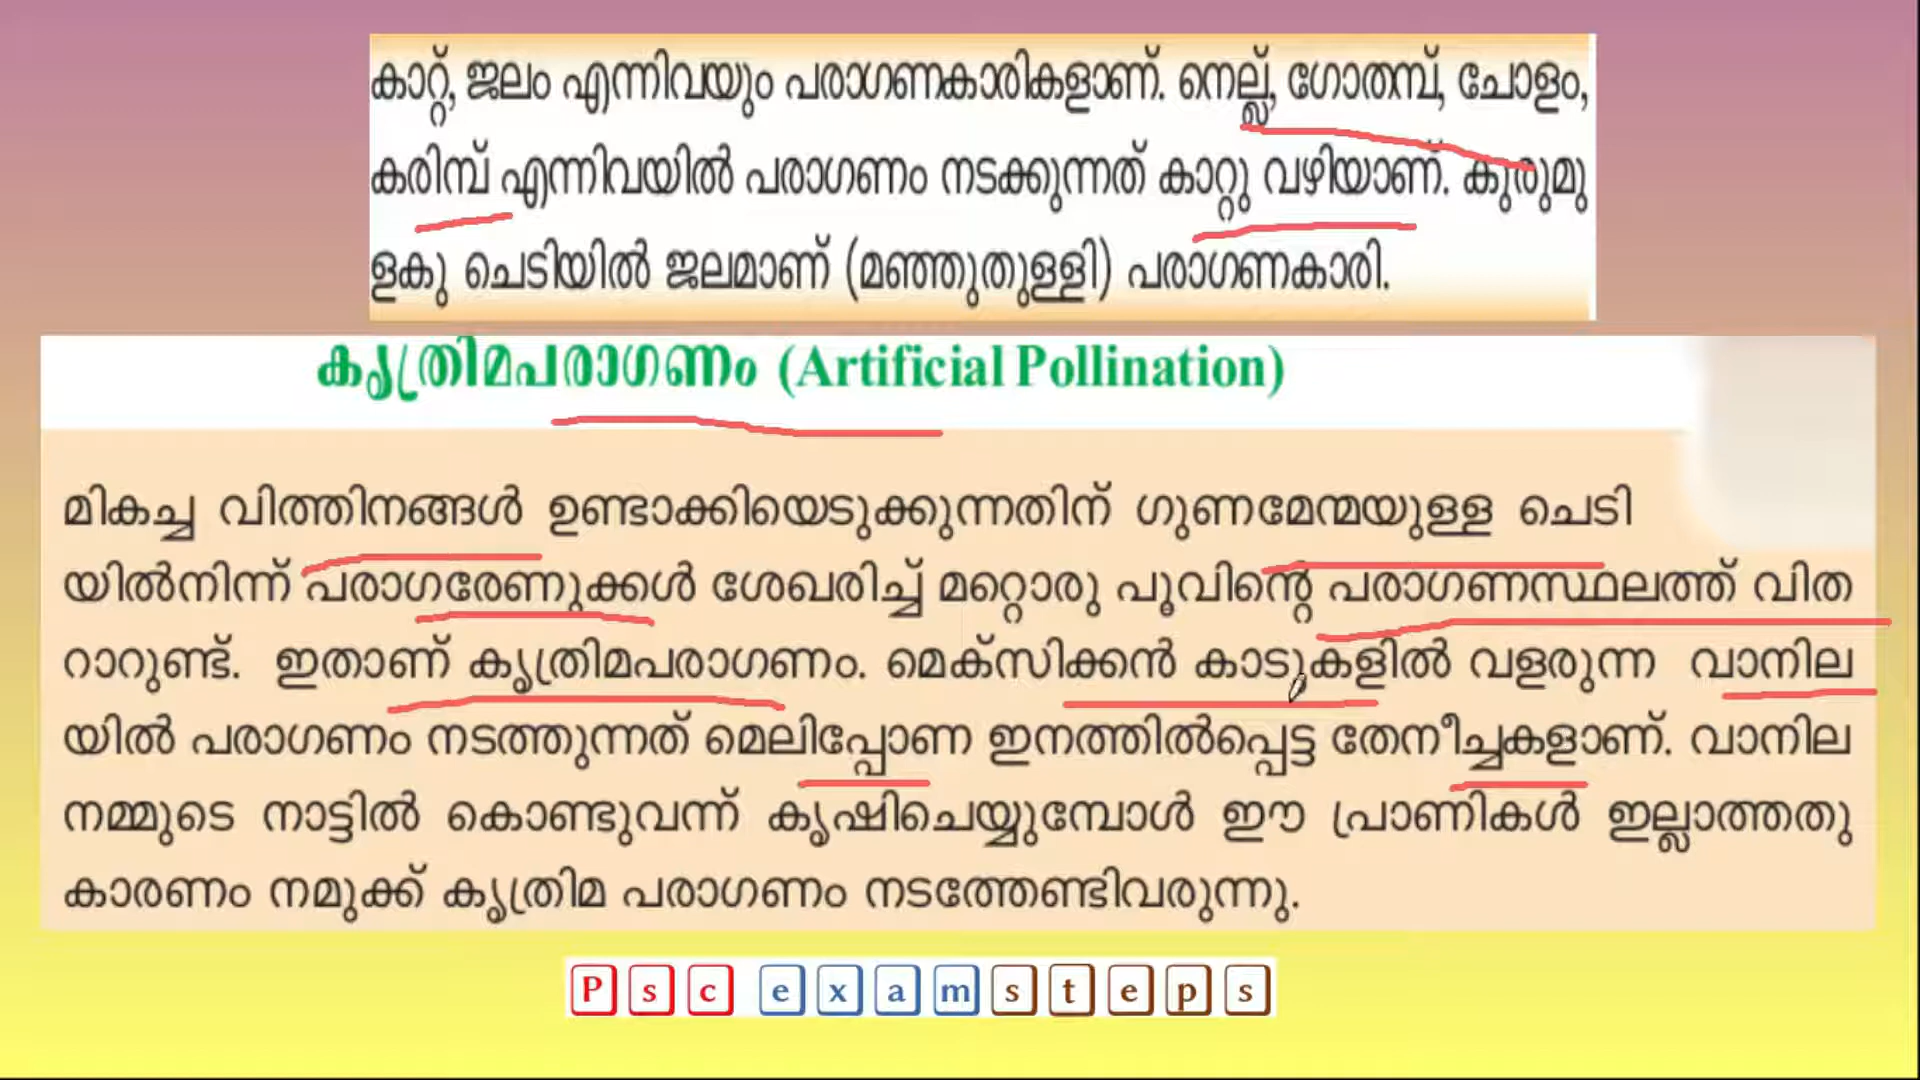 കാറ്റ്, ജലം എന്നിവയും പരാഗണകാരികളാണ്. നെല്ല്, ഗോതമ്പ്, ചോളം,
കരിമ്പ് എന്നിവയിൽ പരാഗണം നടക്കുന്നത് കാറ്റു വഴിയാണ്. കുരുമു
ളകു ചെടിയിൽ ജലമാണ് (മഞ്ഞുതുള്ളി) പരാഗണകാരി.
കൃത്രിമപരാഗണം (Artificial Pollination)
മികച്ച വിത്തിനങ്ങൾ ഉണ്ടാക്കിയെടുക്കുന്നതിന് ഗുണമേന്മയുള്ള ചെടി
യിൽനിന്ന് പരാഗരേണുക്കൾ ശേഖരിച്ച് മറ്റൊരു പൂവിന്റെ പരാഗണസ്ഥലത്ത് വിത
റാറുണ്ട്. ഇതാണ് കൃത്രിമപരാഗണം. മെക്സിക്കൻ കാടുകളിൽ വളരുന്ന വാനില
യിൽ പരാഗണം നടത്തുന്നത് മെലിപ്പോണ ഇനത്തിൽപ്പെട്ട തേനീച്ചകളാണ്. വാനില
നമ്മുടെ നാട്ടിൽ കൊണ്ടുവന്ന് കൃഷിചെയ്യുമ്പോൾ ഈ പ്രാണികൾ ഇല്ലാത്തതു
കാരണം നമുക്ക് കൃത്രിമ പരാഗണം നടത്തേണ്ടിവരുന്നു.
Psc exam steps